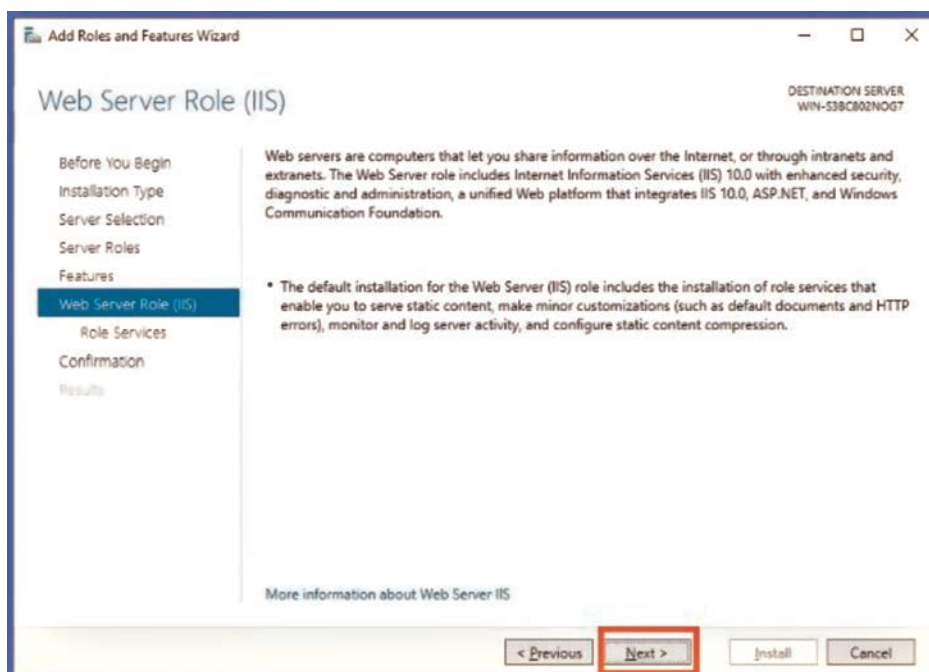 Add Roles and Features Wizard
Web Server Role (IIS)
DESTINATION SERVER
WIN-S3BC802NOG7
Before You Begin
Installation Type
Server Selection
Server Roles
Features
Web Server Role (IIS)
Role Services
Confirmation
Results
Web servers are computers that let you share information over the Internet, or through intranets and
extranets. The Web Server role includes Internet Information Services (IIS) 10.0 with enhanced security,
diagnostic and administration, a unified Web platform that integrates IIS 10.0, ASP.NET, and Windows
Communication Foundation.
• The default installation for the Web Server (IIS) role includes the installation of role services that
enable you to serve static content, make minor customizations (such as default documents and HTTP
errors), monitor and log server activity, and configure static content compression.
More information about Web Server IIS
< Previous
Next >
Install
Cancel